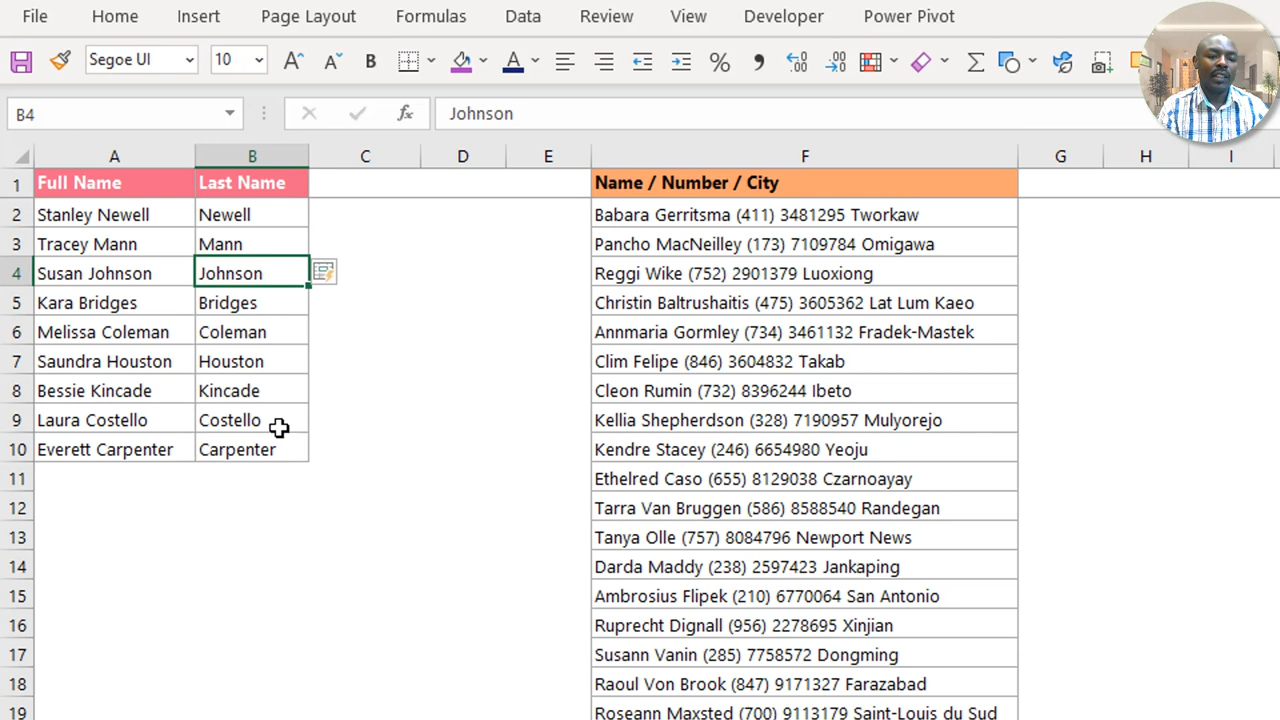 File Home Insert Page Layout Formulas Data Review View Developer Power Pivot
Segoe UI 10 A A B A % Σ
B4 fx Johnson
A B C D E F G H I
1 Full Name Last Name Name / Number / City
2 Stanley Newell Newell Babara Gerritsma (411) 3481295 Tworkaw
3 Tracey Mann Mann Pancho MacNeilley (173) 7109784 Omigawa
4 Susan Johnson Johnson Reggi Wike (752) 2901379 Luoxiong
5 Kara Bridges Bridges Christin Baltrushaitis (475) 3605362 Lat Lum Kaeo
6 Melissa Coleman Coleman Annmaria Gormley (734) 3461132 Fradek-Mastek
7 Saundra Houston Houston Clim Felipe (846) 3604832 Takab
8 Bessie Kincade Kincade Cleon Rumin (732) 8396244 Ibeto
9 Laura Costello Costello Kellia Shepherdson (328) 7190957 Mulyorejo
10 Everett Carpenter Carpenter Kendre Stacey (246) 6654980 Yeoju
11 Ethelred Caso (655) 8129038 Czarnoayay
12 Tarra Van Bruggen (586) 8588540 Randegan
13 Tanya Olle (757) 8084796 Newport News
14 Darda Maddy (238) 2597423 Jankaping
15 Ambrosius Flipek (210) 6770064 San Antonio
16 Ruprecht Dignall (956) 2278695 Xinjian
17 Susann Vanin (285) 7758572 Dongming
18 Raoul Von Brook (847) 9171327 Farazabad
19 Roseann Maxsted (700) 9113179 Saint-Louis du Sud